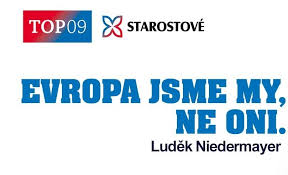 TOP09 STAROSTOVÉ
EVROPA JSME MY,
NE ONI.
Luděk Niedermayer